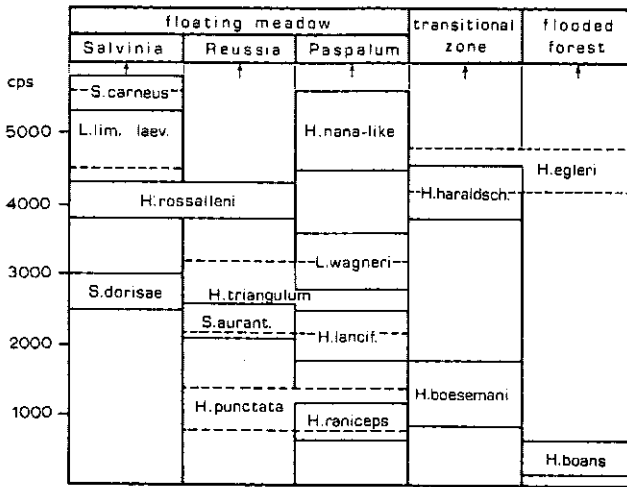 floating meadow
transitional zone
flooded forest
Salvinia
Reussia
Paspalum
cps
5000
4000
3000
2000
1000
S.carneus
L.lim. laev.
H.nana-like
H.egleri
H.haraldsch.
H.rossalleni
L.wagneri
S.dorisae
H.triangulum
S.aurant.
H.lancif.
H.boesemani
H.punctata
H.raniceps
H.boans